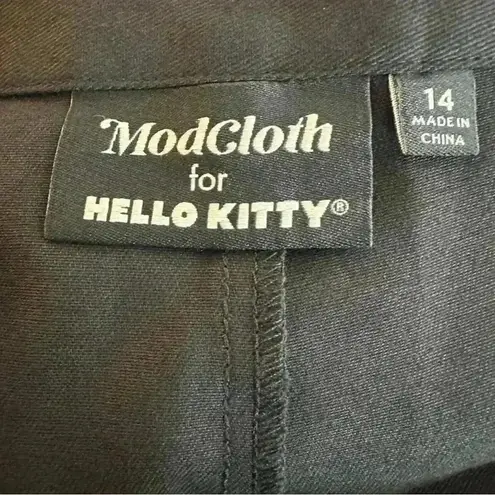 ModCloth
for
HELLO KITTY®
14
MADE IN
CHINA